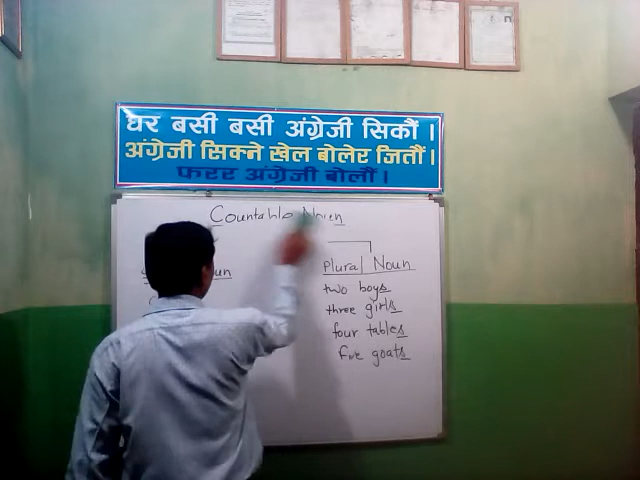 घर बसी बसी अंग्रेजी सिकौं ।
अंग्रेजी सिक्ने खेल बोलेर जितौं ।
फरर अंग्रेजी बोलौं ।
Countable Noun
Plural Noun
two boys
three girls
four tables
five goats